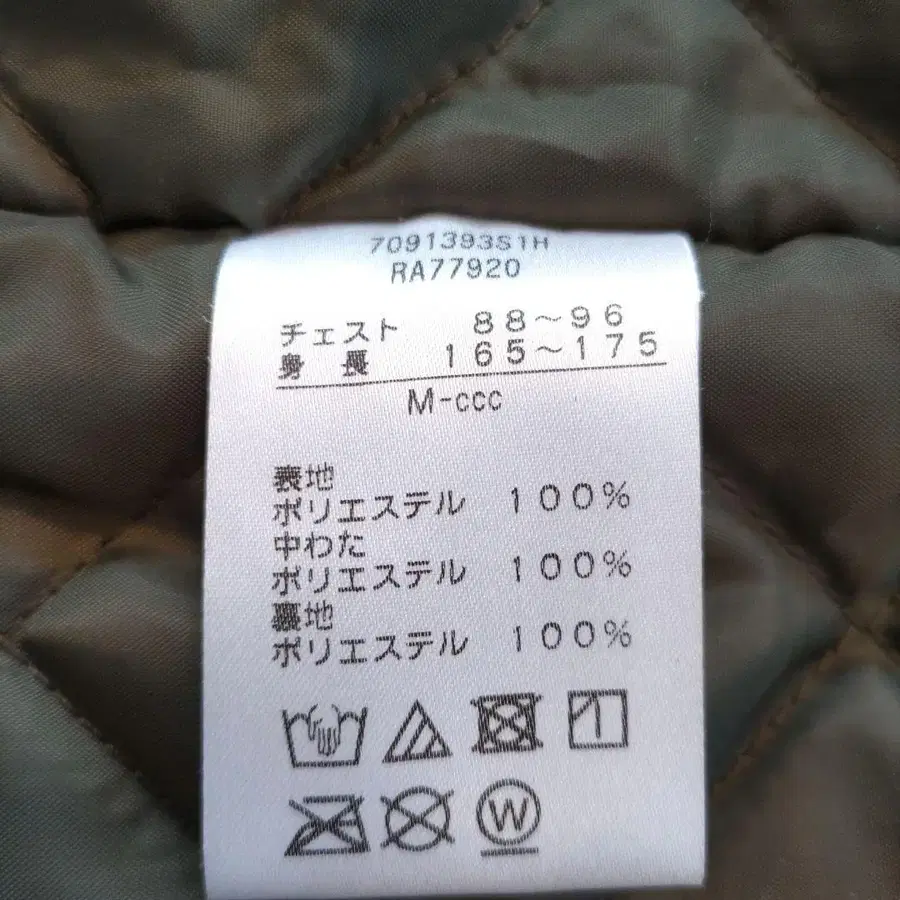 7091393S1H
RA77920
チェスト 88～96
身長 165～175
M-ccc
表地
ポリエステル 100%
中わた
ポリエステル 100%
裏地
ポリエステル 100%
W